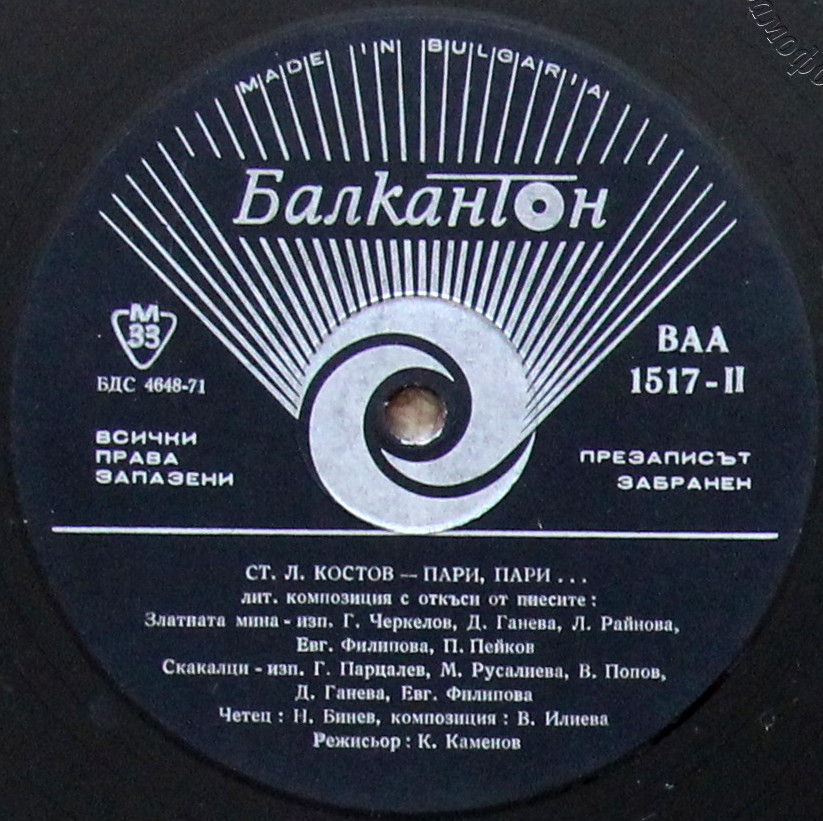 MADE IN BULGARIA
Балкантон
М
33
БДС 4648-71
ВАА
1517-II
ВСИЧКИ
ПРАВА
ЗАПАЗЕНИ
ПРЕЗАПИСЪТ
ЗАБРАНЕН
СТ. Л. КОСТОВ — ПАРИ, ПАРИ . . .
лит. композиция с откъси от пиесите :
Златната мина - изп. Г. Черкелов, Д. Ганева, Л. Райнова,
Евг. Филипова, П. Пейков
Скакалци - изп. Г. Парцалев, М. Русалиева, В. Попов,
Д. Ганева, Евг. Филипова
Четец : Н. Бинев, композиция : В. Илиева
Режисьор : К. Каменов